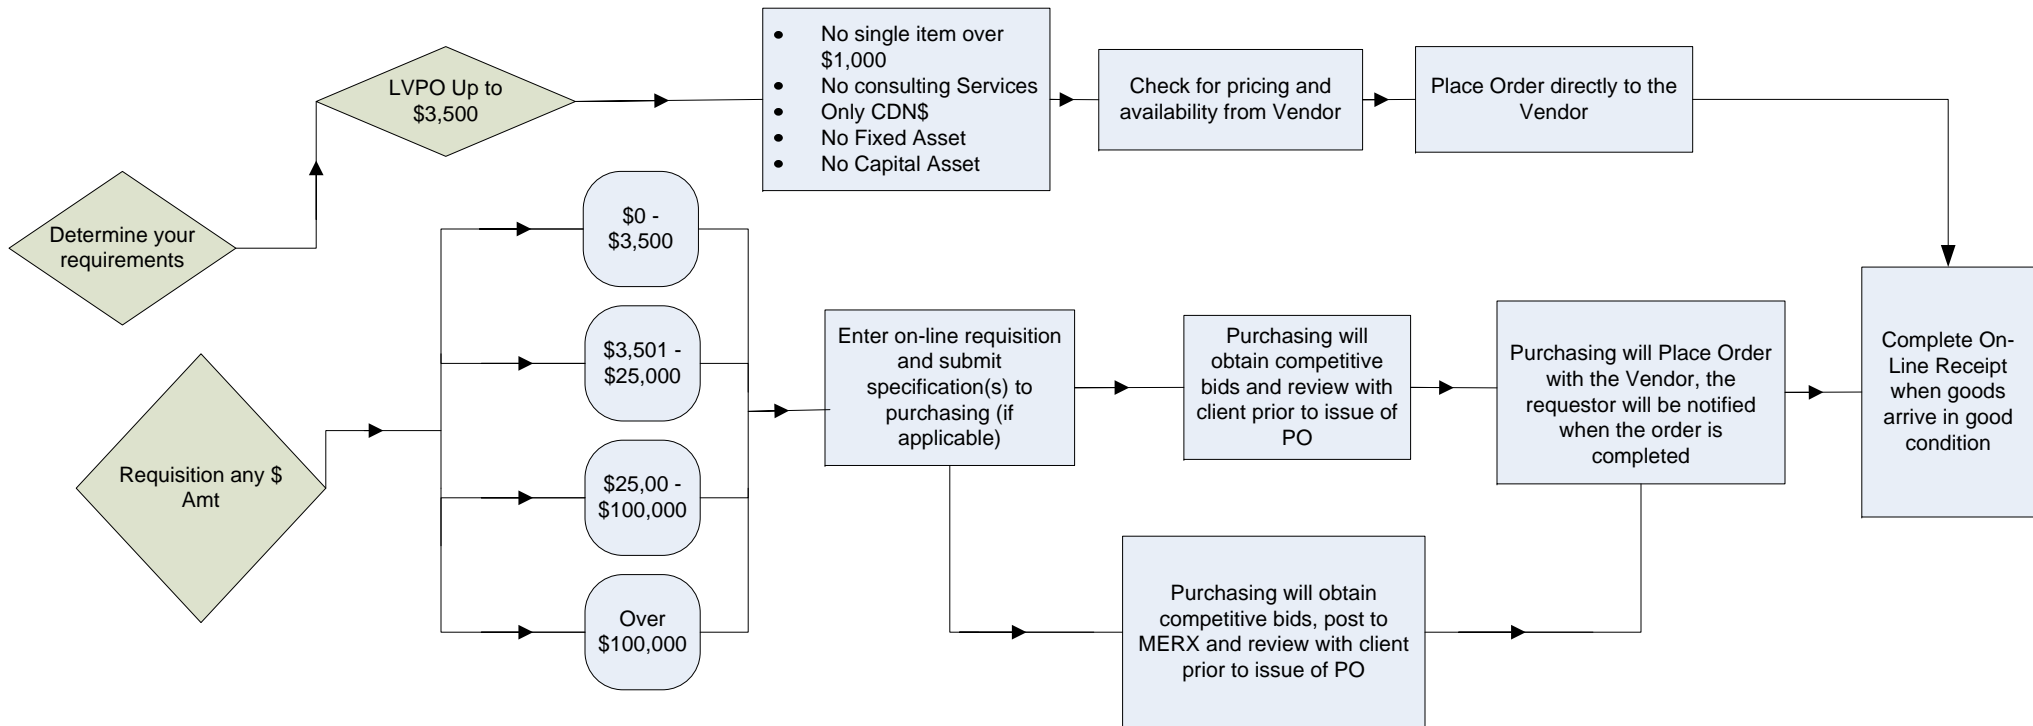 LVPO Up to
$3,500
• No single item over
$1,000
• No consulting Services
• Only CDN$
• No Fixed Asset
• No Capital Asset
Check for pricing and
availability from Vendor
Place Order directly to the
Vendor
Determine your
requirements
$0 -
$3,500
$3,501 -
$25,000
$25,00 -
$100,000
Over
$100,000
Requisition any $
Amt
Enter on-line requisition
and submit
specification(s) to
purchasing (if
applicable)
Purchasing will
obtain competitive
bids and review with
client prior to issue of
PO
Purchasing will Place Order
with the Vendor, the
requestor will be notified
when the order is
completed
Complete On-
Line Receipt
when goods
arrive in good
condition
Purchasing will obtain
competitive bids, post to
MERX and review with client
prior to issue of PO